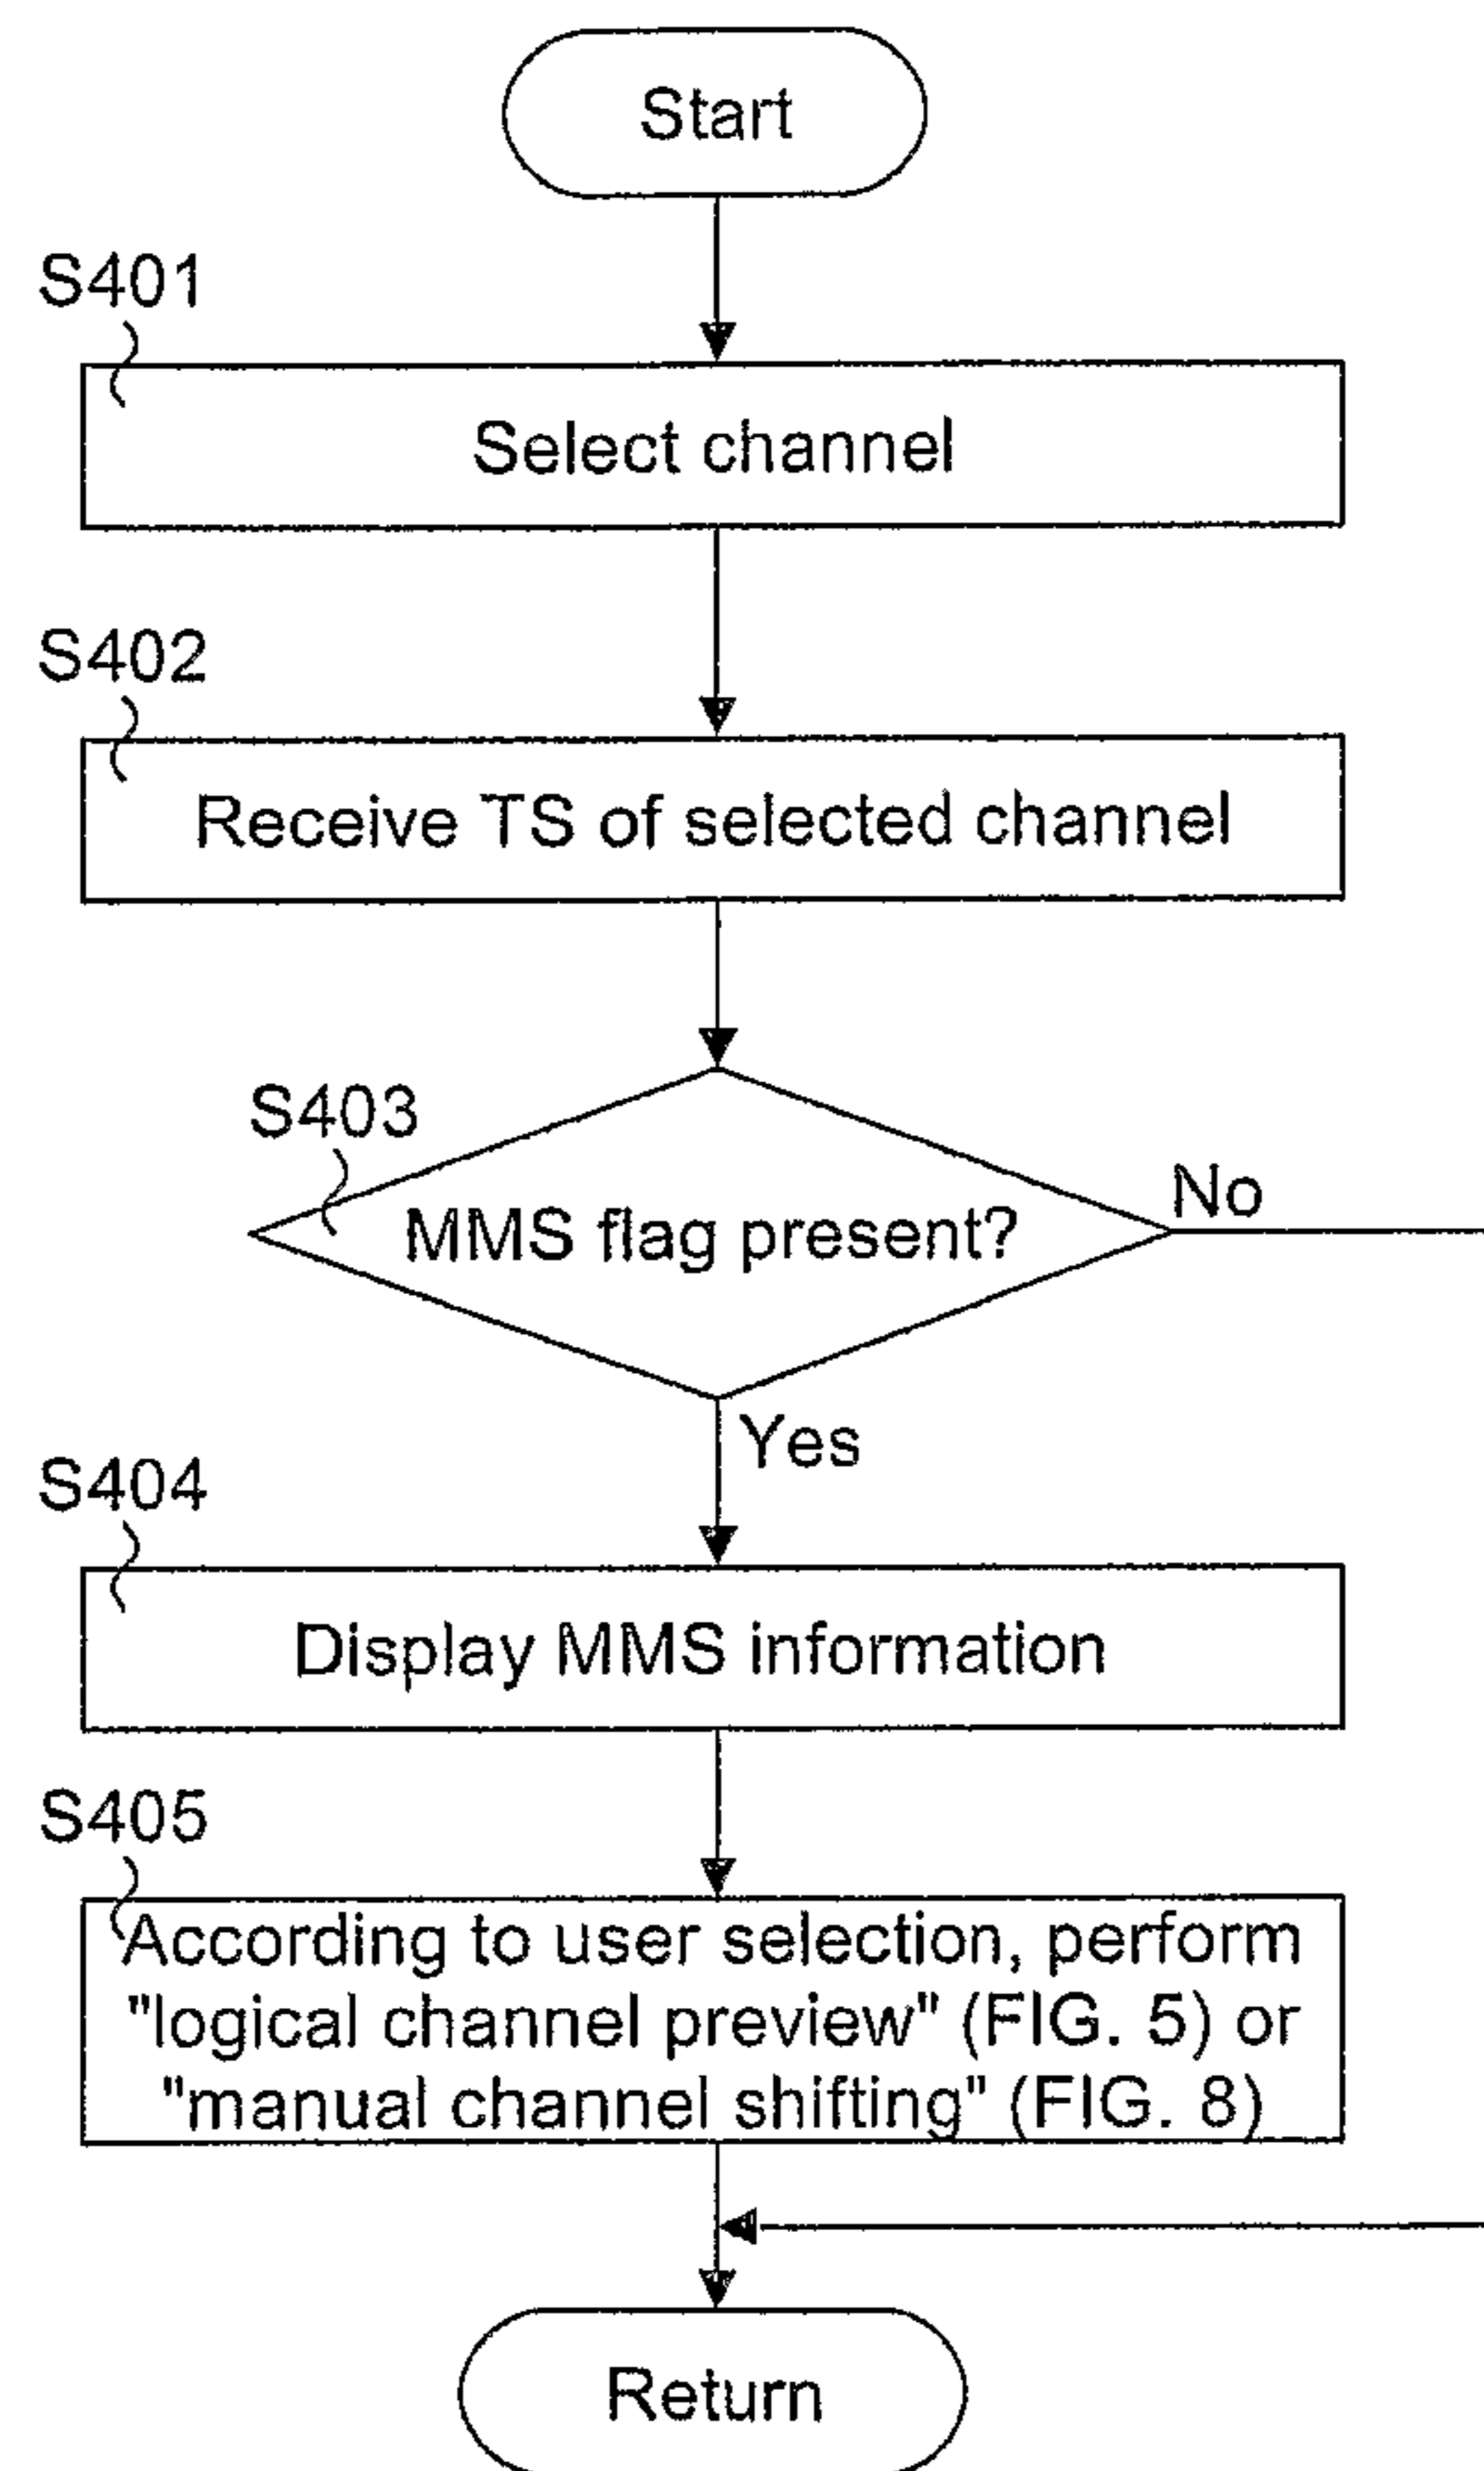 Start
S401
Select channel
S402
Receive TS of selected channel
S403
MMS flag present?
No
Yes
S404
Display MMS information
S405
According to user selection, perform
"logical channel preview" (FIG. 5) or
"manual channel shifting" (FIG. 8)
Return